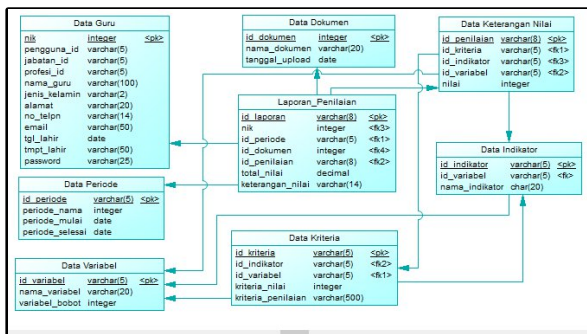 Data Guru
nik integer <pk>
pengguna_id varchar(5)
jabatan_id varchar(5)
profesi_id varchar(5)
nama_guru varchar(100)
jenis_kelamin varchar(2)
alamat varchar(20)
no_telpn varchar(14)
email varchar(50)
tgl_lahir date
tmpt_lahir varchar(50)
password varchar(25)
Data Dokumen
id_dokumen integer <pk>
nama_dokumen varchar(20)
tanggal_upload date
Data Keterangan Nilai
id_penilaian varchar(8) <pk>
id_kriteria varchar(5) <fk1>
id_indikator varchar(5) <fk3>
id_variabel varchar(5) <fk2>
nilai integer
Laporan_Penilaian
id_laporan varchar(8) <pk>
nik integer <fk3>
id_periode varchar(5) <fk1>
id_dokumen integer <fk4>
id_penilaian varchar(8) <fk2>
total_nilai decimal
keterangan_nilai varchar(14)
Data Indikator
id_indikator varchar(5) <pk>
id_variabel varchar(5) <fk>
nama_indikator char(20)
Data Periode
id_periode varchar(5) <pk>
periode_nama integer
periode_mulai date
periode_selesai date
Data Kriteria
id_kriteria varchar(5) <pk>
id_indikator varchar(5) <fk2>
id_variabel varchar(5) <fk1>
kriteria_nilai integer
kriteria_penilaian varchar(500)
Data Variabel
id_variabel varchar(5) <pk>
nama_variabel varchar(20)
variabel_bobot integer